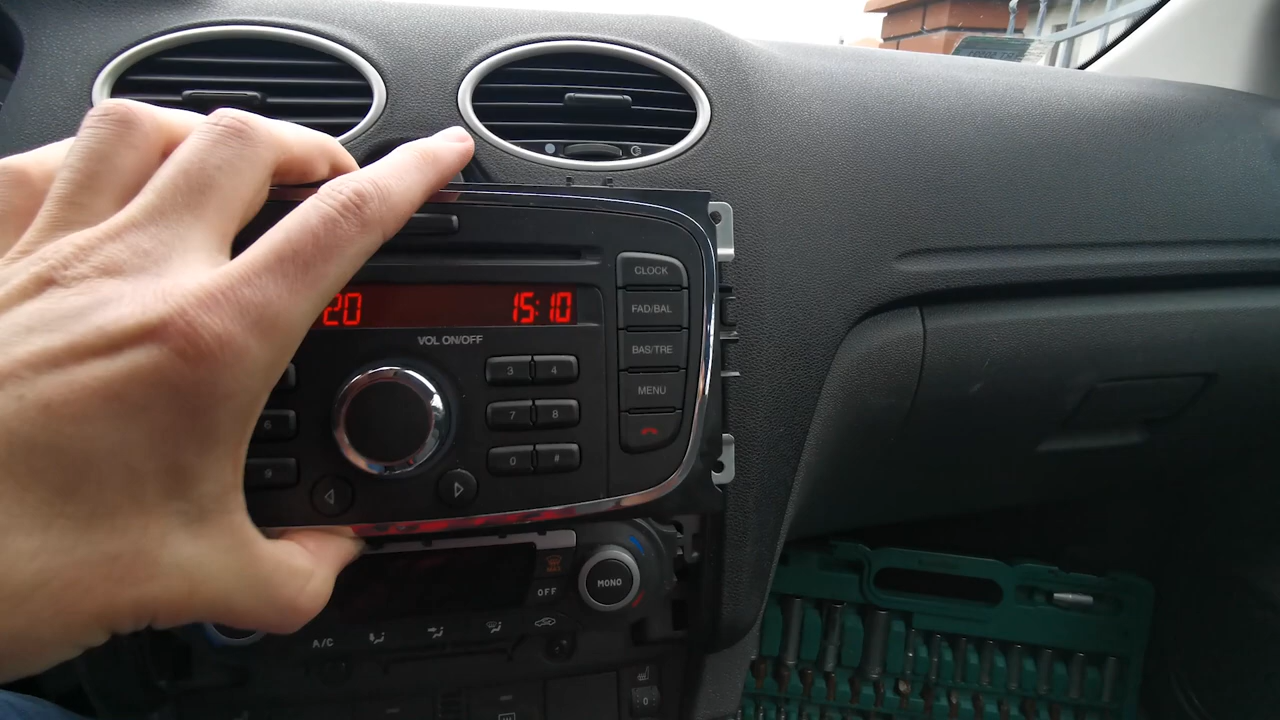 20 15:10
VOL ON/OFF
CLOCK
FAD/BAL
BAS/TRE
MENU
3 4
6 7 8
9 0 #
MONO
OFF
A/C
0